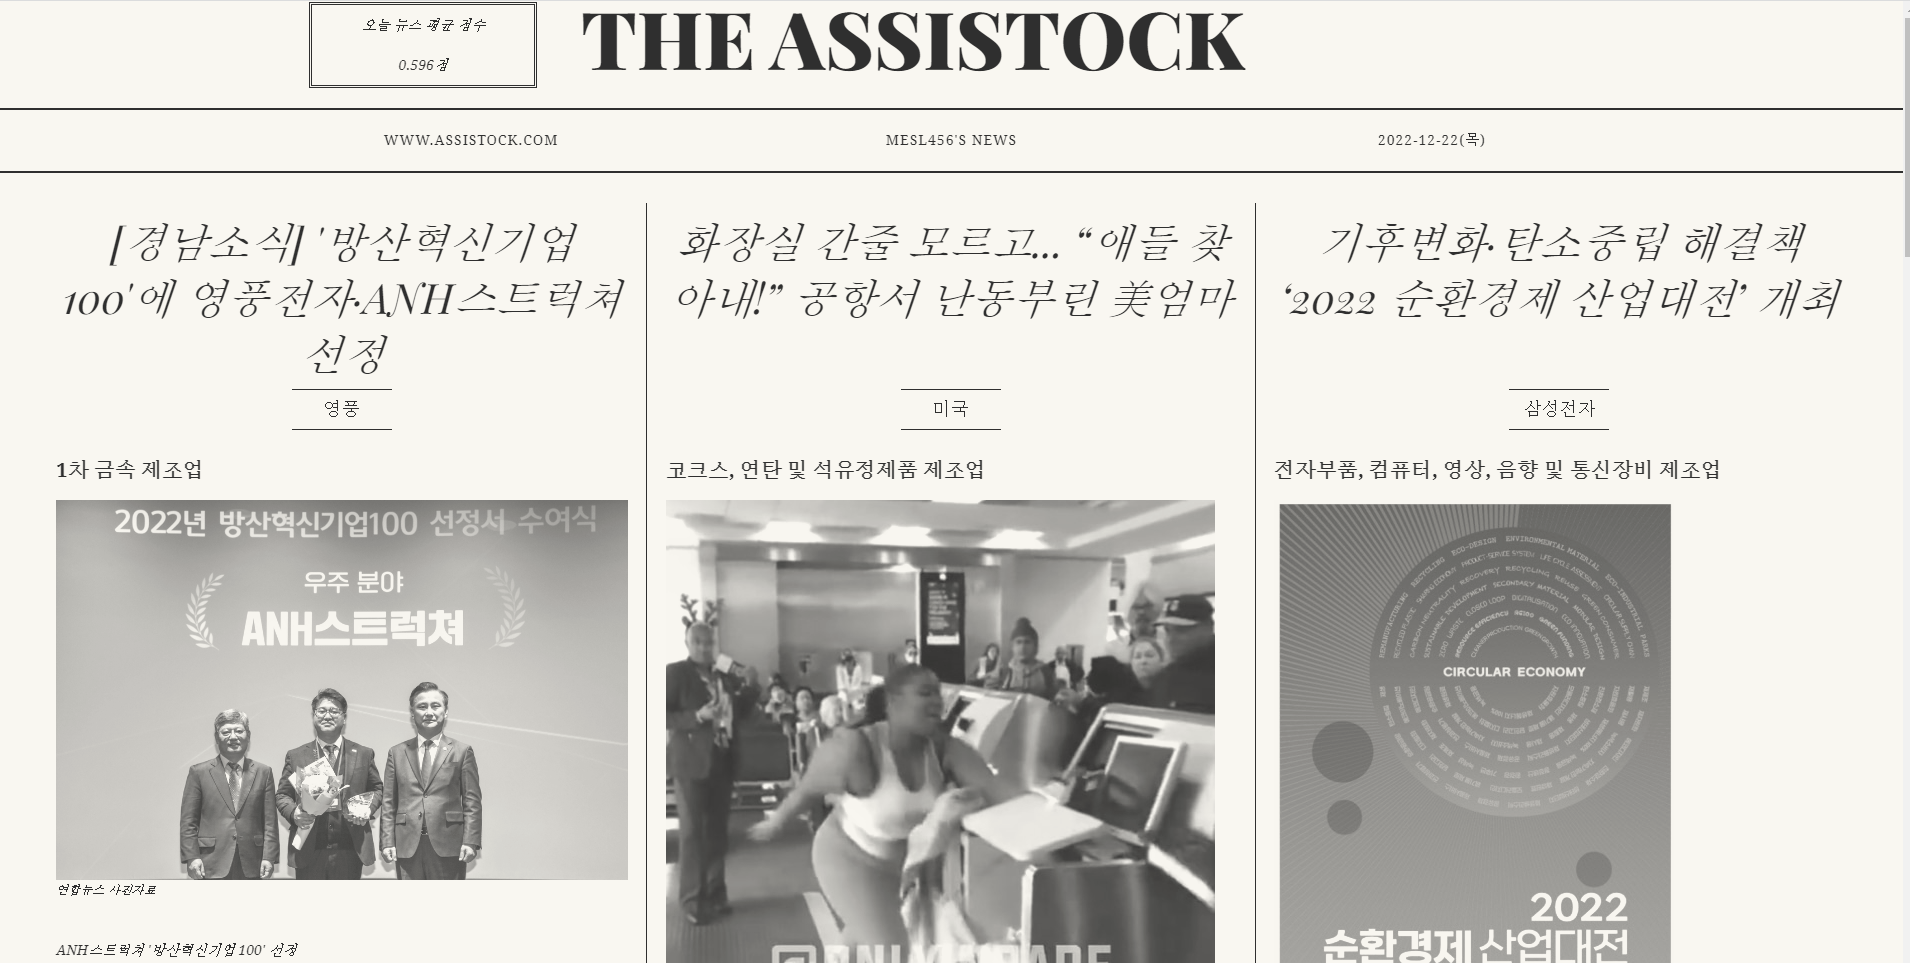 오늘 뉴스 평균 점수
0.596점
THE ASSISTOCK
WWW.ASSISTOCK.COM
MESL456'S NEWS
2022-12-22(목)
[경남소식] '방산혁신기업
100'에 영풍전자·ANH스트럭쳐
선정
영풍
1차 금속 제조업
2022년 방산혁신기업100 선정서 수여식
우주 분야
ANH스트럭쳐
연합뉴스 사진자료
ANH스트럭쳐 '방산혁신기업 100' 선정
화장실 간줄 모르고... “애들 찾
아내!” 공항서 난동부린 美엄마
미국
코크스, 연탄 및 석유정제품 제조업
기후변화·탄소중립 해결책
‘2022 순환경제 산업대전’ 개최
삼성전자
전자부품, 컴퓨터, 영상, 음향 및 통신장비 제조업
CIRCULAR ECONOMY
2022
순환경제 산업대전